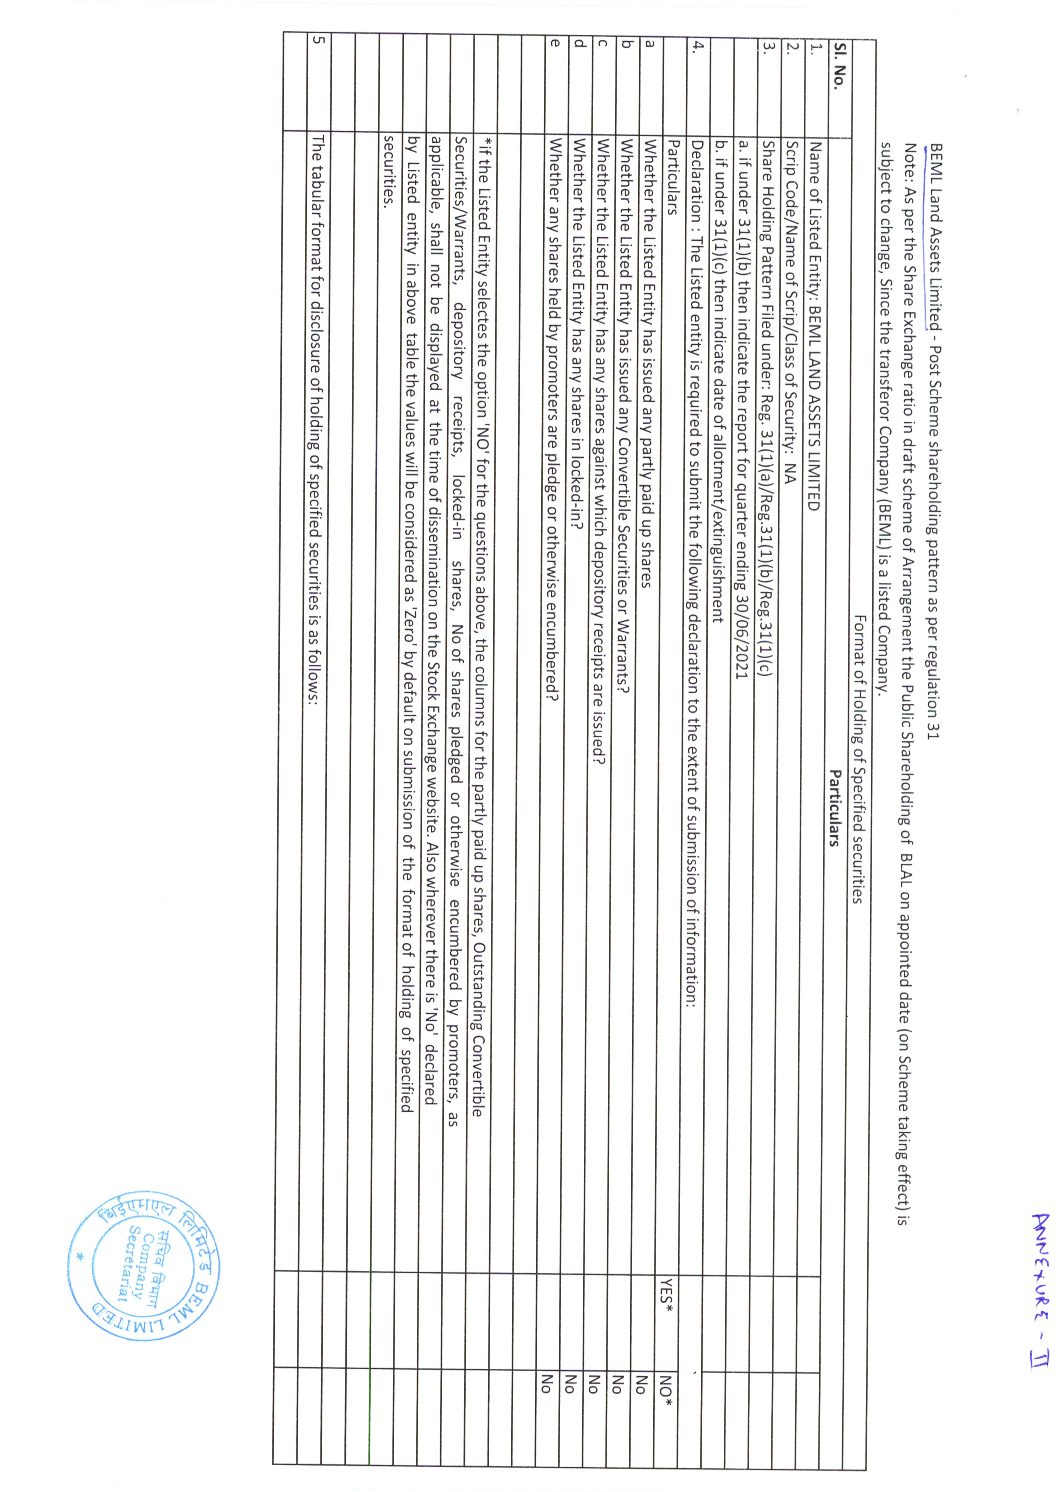 ANNEXURE - II
BEML Land Assets Limited - Post Scheme shareholding pattern as per regulation 31
Note: As per the Share Exchange ratio in draft scheme of Arrangement the Public Shareholding of BLAL on appointed date (on Scheme taking effect) is
subject to change, Since the transferor Company (BEML) is a listed Company.
Format of Holding of Specified securities
Sl. No. Particulars
1. Name of Listed Entity: BEML LAND ASSETS LIMITED
2. Scrip Code/Name of Scrip/Class of Security: NA
3. Share Holding Pattern Filed under: Reg. 31(1)(a)/Reg.31(1)(b)/Reg.31(1)(c)
a. if under 31(1)(b) then indicate the report for quarter ending 30/06/2021
b. if under 31(1)(c) then indicate date of allotment/extinguishment
4. Declaration : The Listed entity is required to submit the following declaration to the extent of submission of information:
Particulars YES* NO*
a Whether the Listed Entity has issued any partly paid up shares No
b Whether the Listed Entity has issued any Convertible Securities or Warrants? No
c Whether the Listed Entity has any shares against which depository receipts are issued? No
d Whether the Listed Entity has any shares in locked-in? No
e Whether any shares held by promoters are pledge or otherwise encumbered? No
*if the Listed Entity selectes the option 'NO' for the questions above, the columns for the partly paid up shares, Outstanding Convertible
Securities/Warrants, depository receipts, locked-in shares, No of shares pledged or otherwise encumbered by promoters, as
applicable, shall not be displayed at the time of dissemination on the Stock Exchange website. Also wherever there is 'No' declared
by Listed entity in above table the values will be considered as 'Zero' by default on submission of the format of holding of specified
securities.
5 The tabular format for disclosure of holding of specified securities is as follows:
बिईएमएल लिमिटेड BEML LIMITED
सचिव विभाग
Company
Secretariat
*